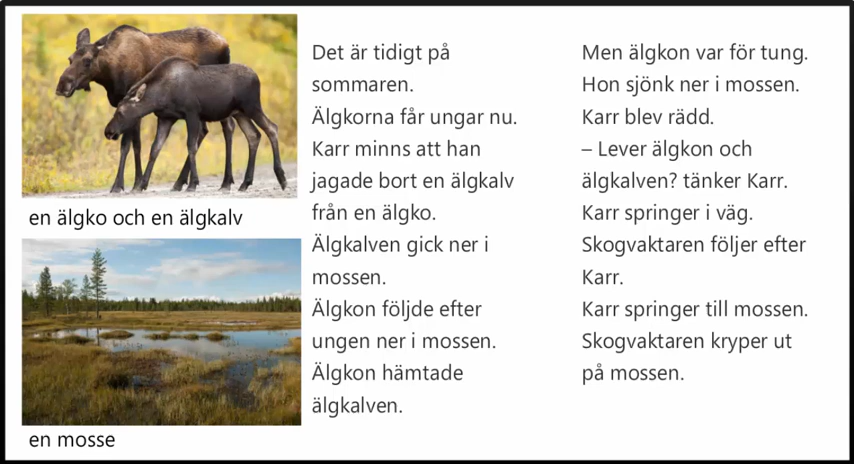 en älgko och en älgkalv
en mosse
Det är tidigt på
sommaren.
Älgkorna får ungar nu.
Karr minns att han
jagade bort en älgkalv
från en älgko.
Älgkalven gick ner i
mossen.
Älgkon följde efter
ungen ner i mossen.
Älgkon hämtade
älgkalven.
Men älgkon var för tung.
Hon sjönk ner i mossen.
Karr blev rädd.
– Lever älgkon och
älgkalven? tänker Karr.
Karr springer i väg.
Skogvaktaren följer efter
Karr.
Karr springer till mossen.
Skogvaktaren kryper ut
på mossen.